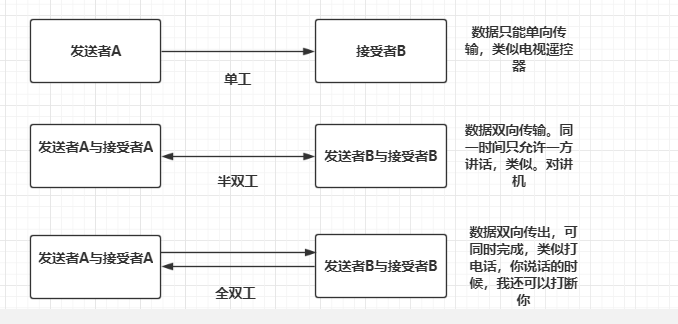 发送者A
接受者B
数据只能单向传
输，类似电视遥控
器
单工
发送者A与接受者A
发送者B与接受者B
数据双向传输。同
一时间只允许一方
讲话，类似。对讲
机
半双工
发送者A与接受者A
发送者B与接受者B
数据双向传出，可
同时完成，类似打
电话，你说话的时
候，我还可以打断
你
全双工